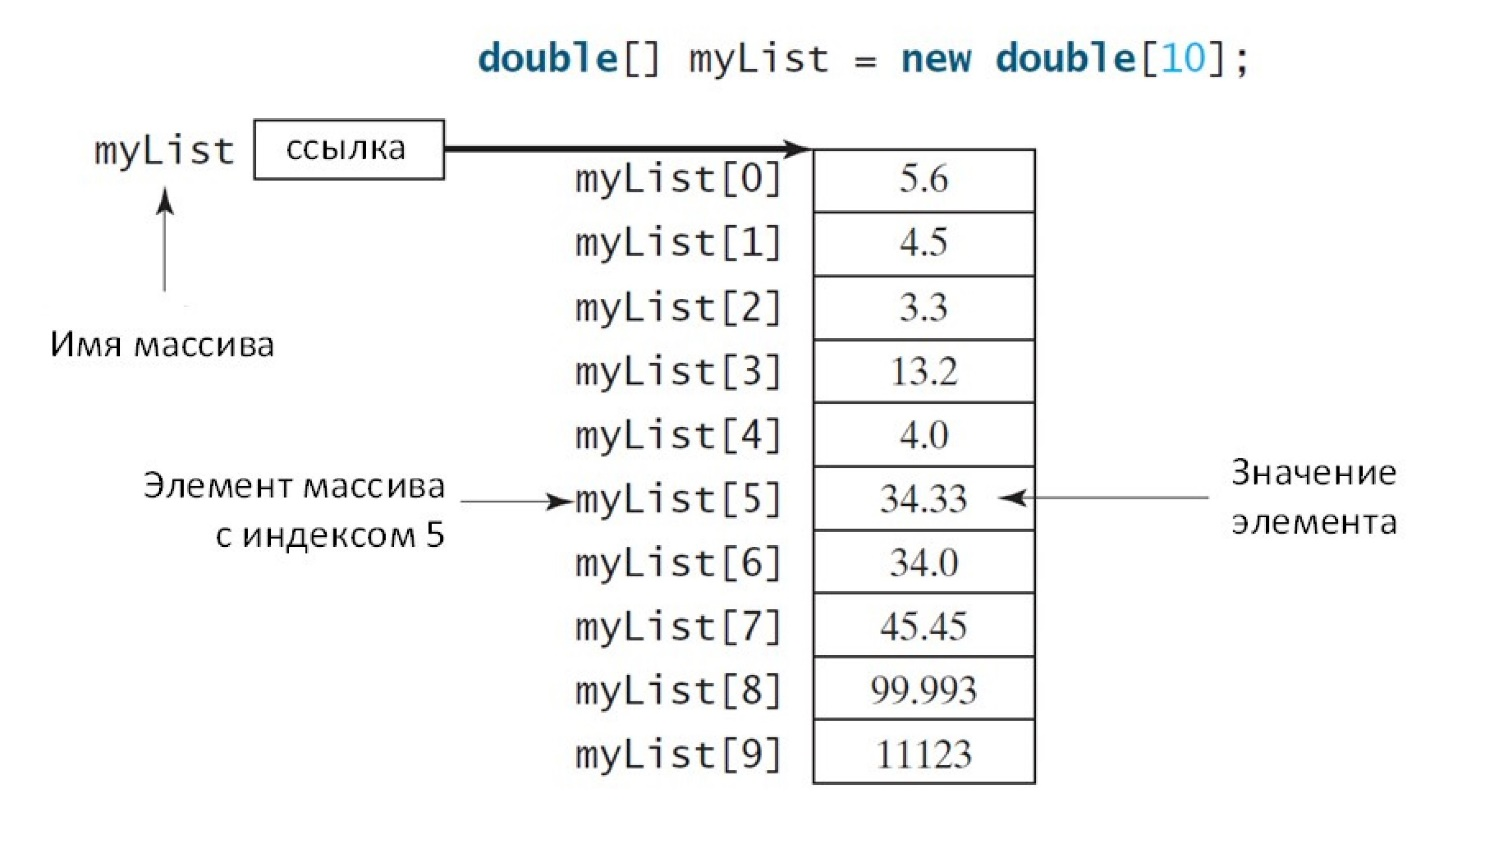 double[] myList = new double[10];
myList ссылка
myList[0] 5.6
myList[1] 4.5
myList[2] 3.3
Имя массива
myList[3] 13.2
myList[4] 4.0
Элемент массива
с индексом 5
myList[5] 34.33
Значение
элемента
myList[6] 34.0
myList[7] 45.45
myList[8] 99.993
myList[9] 11123